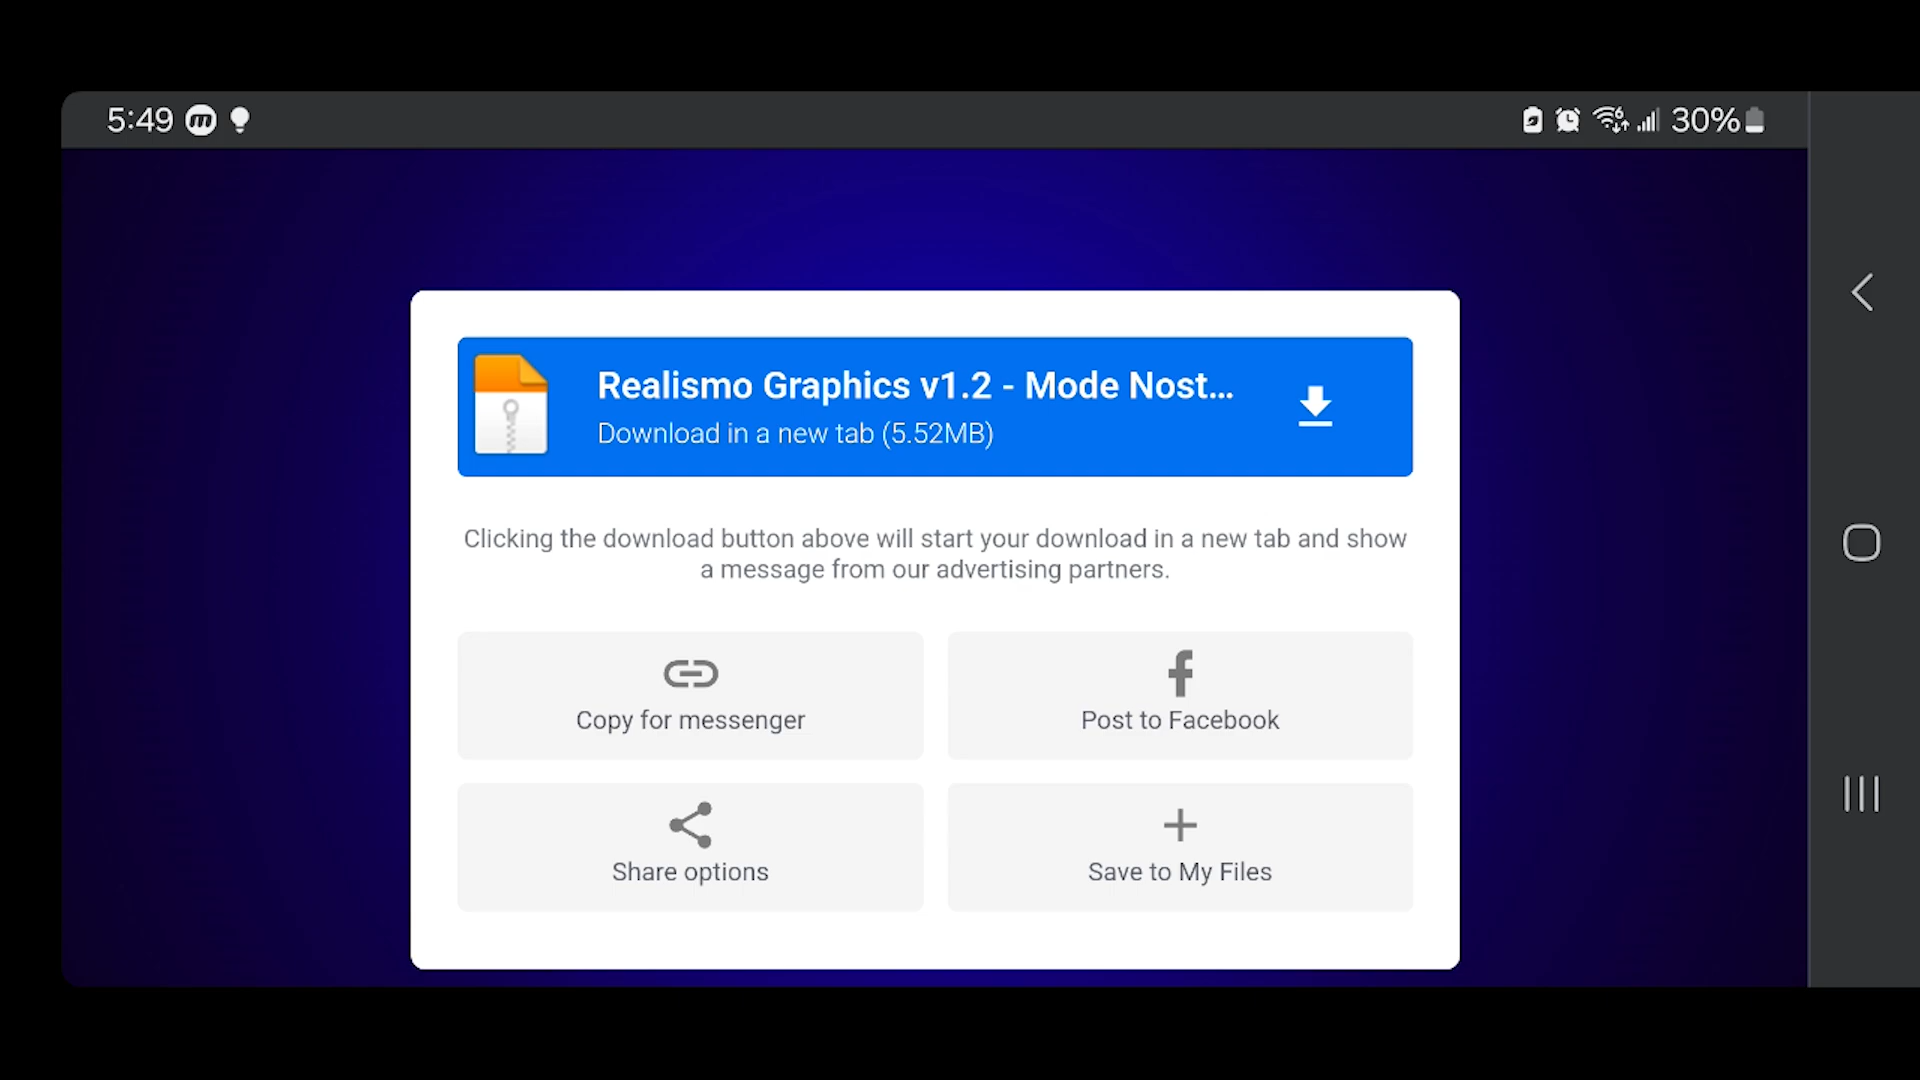 5:49
30%
Realismo Graphics v1.2 - Mode Nost...
Download in a new tab (5.52MB)
Clicking the download button above will start your download in a new tab and show
a message from our advertising partners.
Copy for messenger
Post to Facebook
Share options
Save to My Files